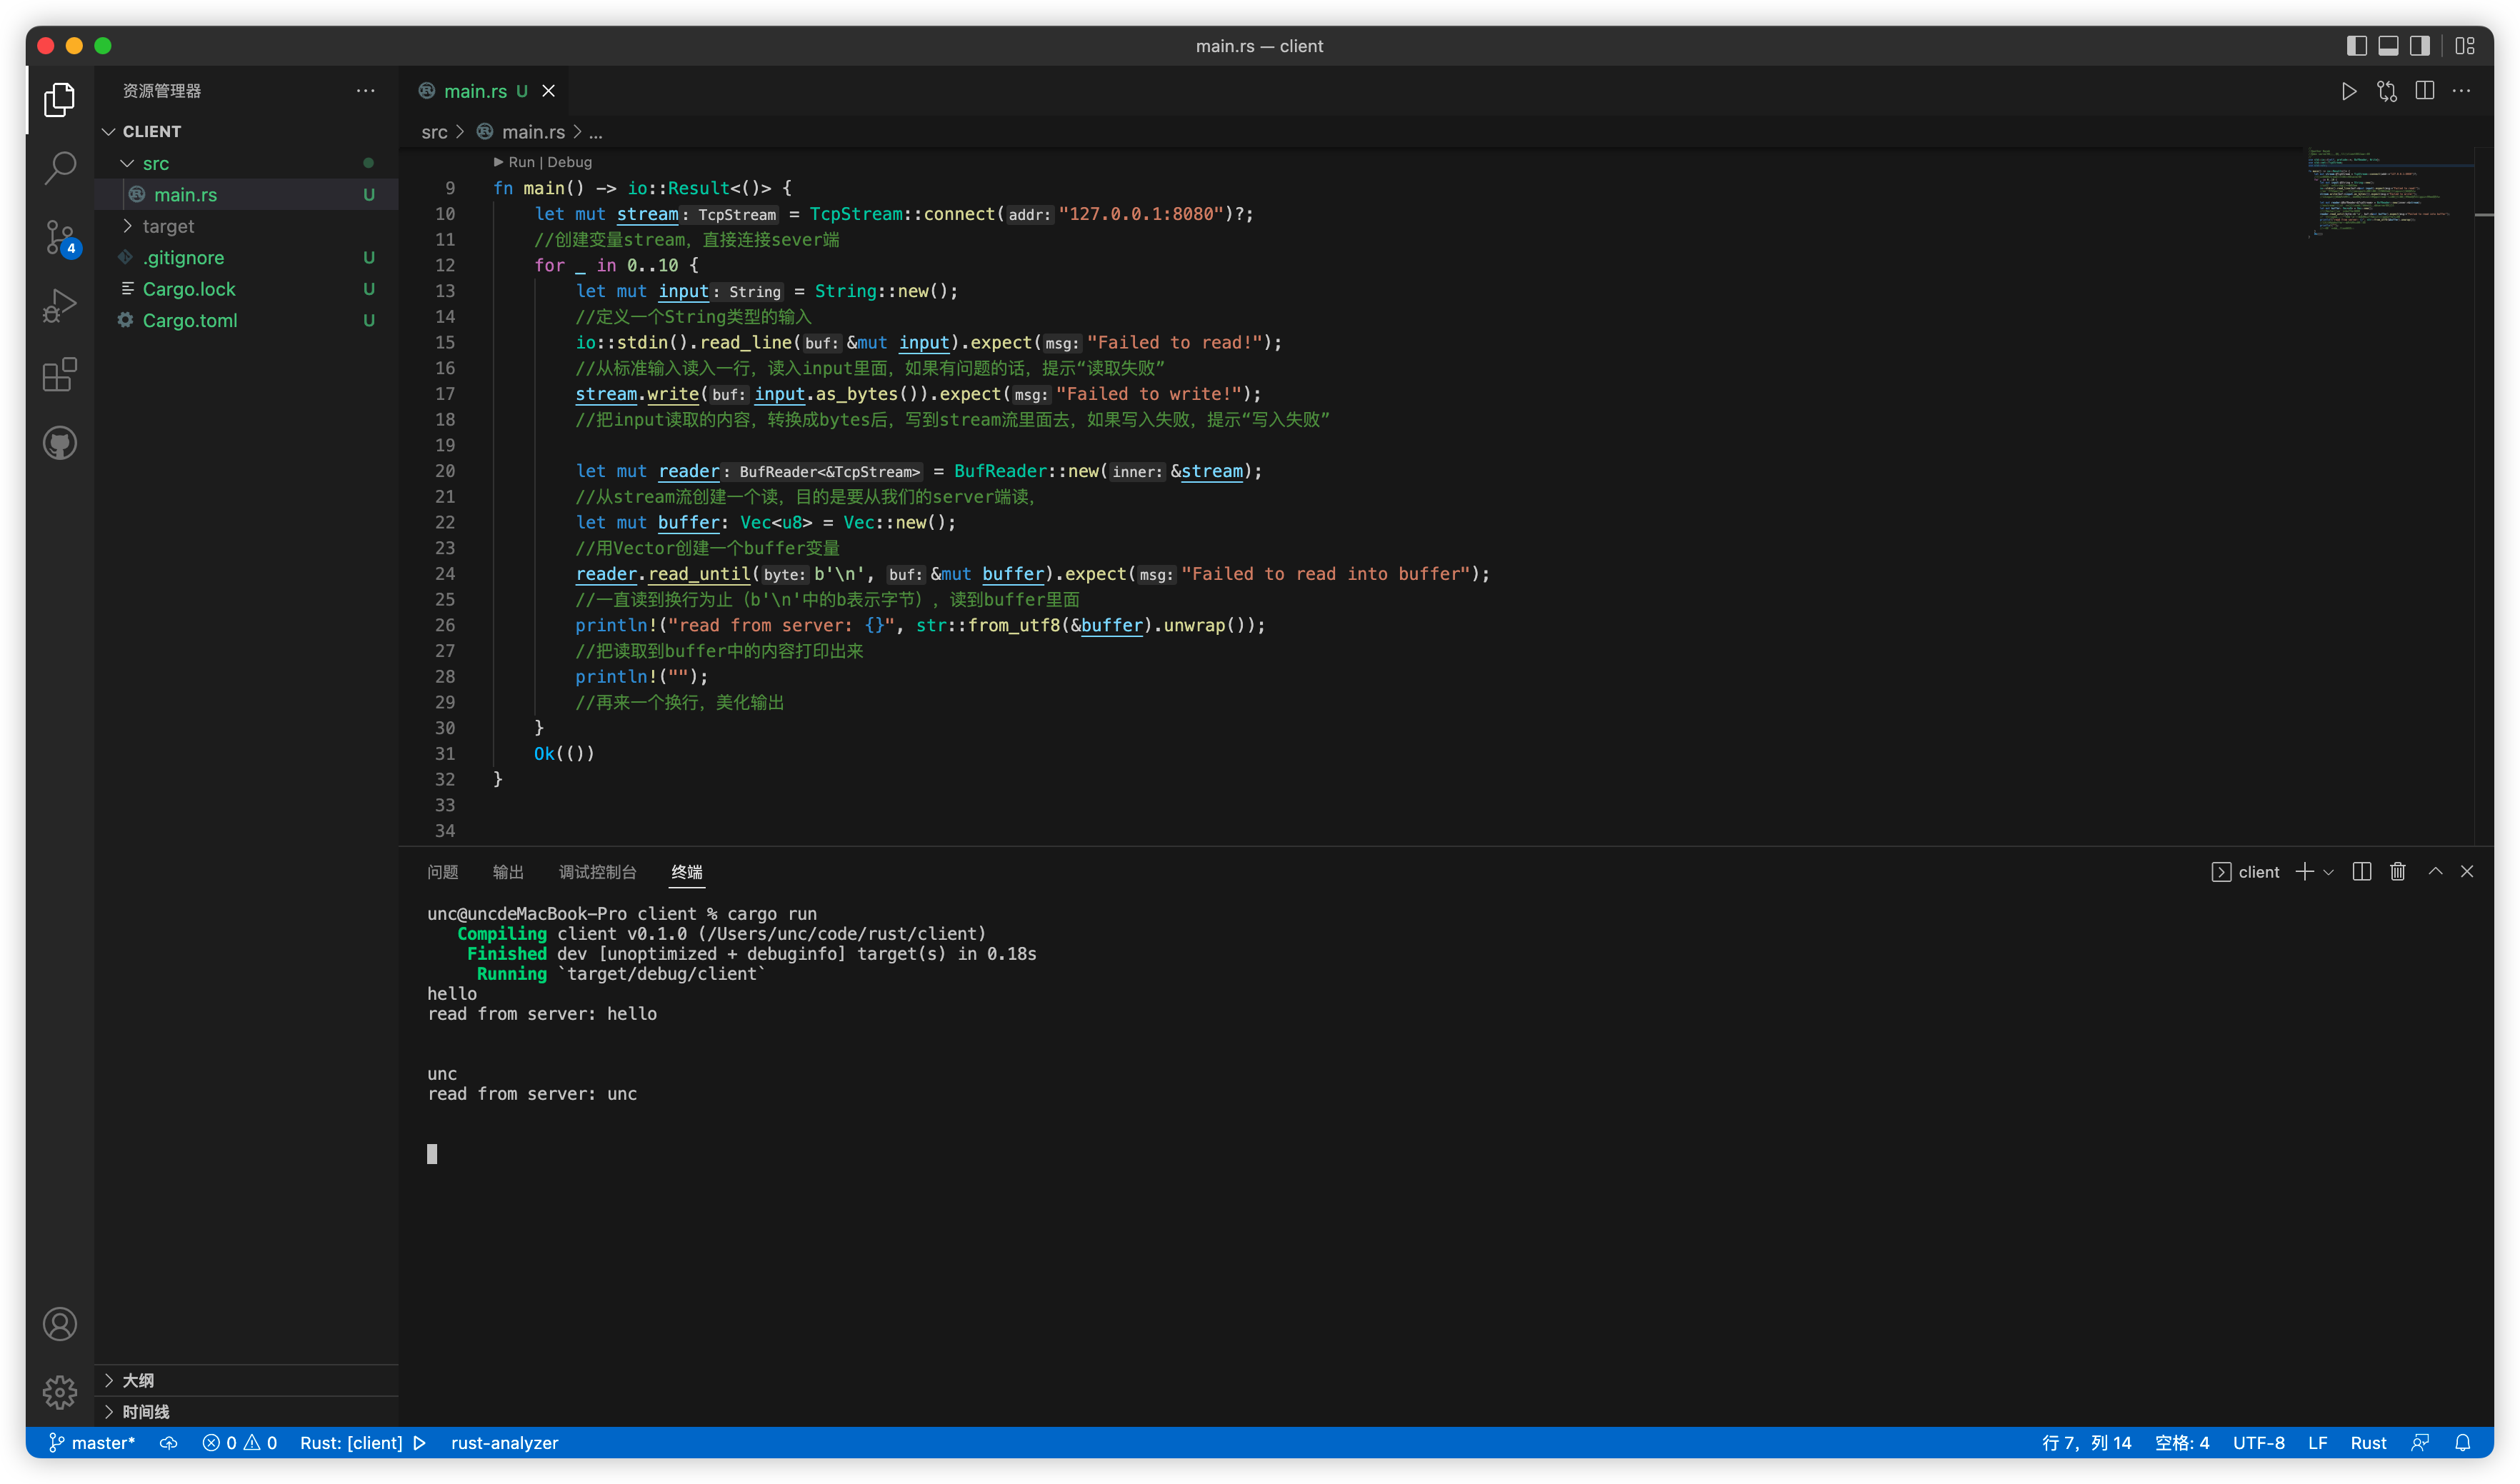 main.rs — client
资源管理器
CLIENT
src
main.rs U
target
.gitignore U
Cargo.lock U
Cargo.toml U
4
大纲
时间线
main.rs U
src > main.rs > ...
Run | Debug
9 fn main() -> io::Result<()> {
10 let mut stream: TcpStream = TcpStream::connect(addr: "127.0.0.1:8080")?;
11 //创建变量stream，直接连接sever端
12 for _ in 0..10 {
13 let mut input: String = String::new();
14 //定义一个String类型的输入
15 io::stdin().read_line(buf: &mut input).expect(msg: "Failed to read!");
16 //从标准输入读入一行，读入input里面，如果有问题的话，提示“读取失败”
17 stream.write(buf: input.as_bytes()).expect(msg: "Failed to write!");
18 //把input读取的内容，转换成bytes后，写到stream流里面去，如果写入失败，提示“写入失败”
19
20 let mut reader: BufReader<&TcpStream> = BufReader::new(inner: &stream);
21 //从stream流创建一个读，目的是要从我们的server端读，
22 let mut buffer: Vec<u8> = Vec::new();
23 //用Vector创建一个buffer变量
24 reader.read_until(byte: b'\n', buf: &mut buffer).expect(msg: "Failed to read into buffer");
25 //一直读到换行为止（b'\n'中的b表示字节），读到buffer里面
26 println!("read from server: {}", str::from_utf8(&buffer).unwrap());
27 //把读取到buffer中的内容打印出来
28 println!("");
29 //再来一个换行，美化输出
30 }
31 Ok(())
32 }
33
34
问题 输出 调试控制台 终端
client
unc@uncdeMacBook-Pro client % cargo run
Compiling client v0.1.0 (/Users/unc/code/rust/client)
Finished dev [unoptimized + debuginfo] target(s) in 0.18s
Running `target/debug/client`
hello
read from server: hello
unc
read from server: unc
master* 0 0 Rust: [client] rust-analyzer 行 7，列 14 空格: 4 UTF-8 LF Rust